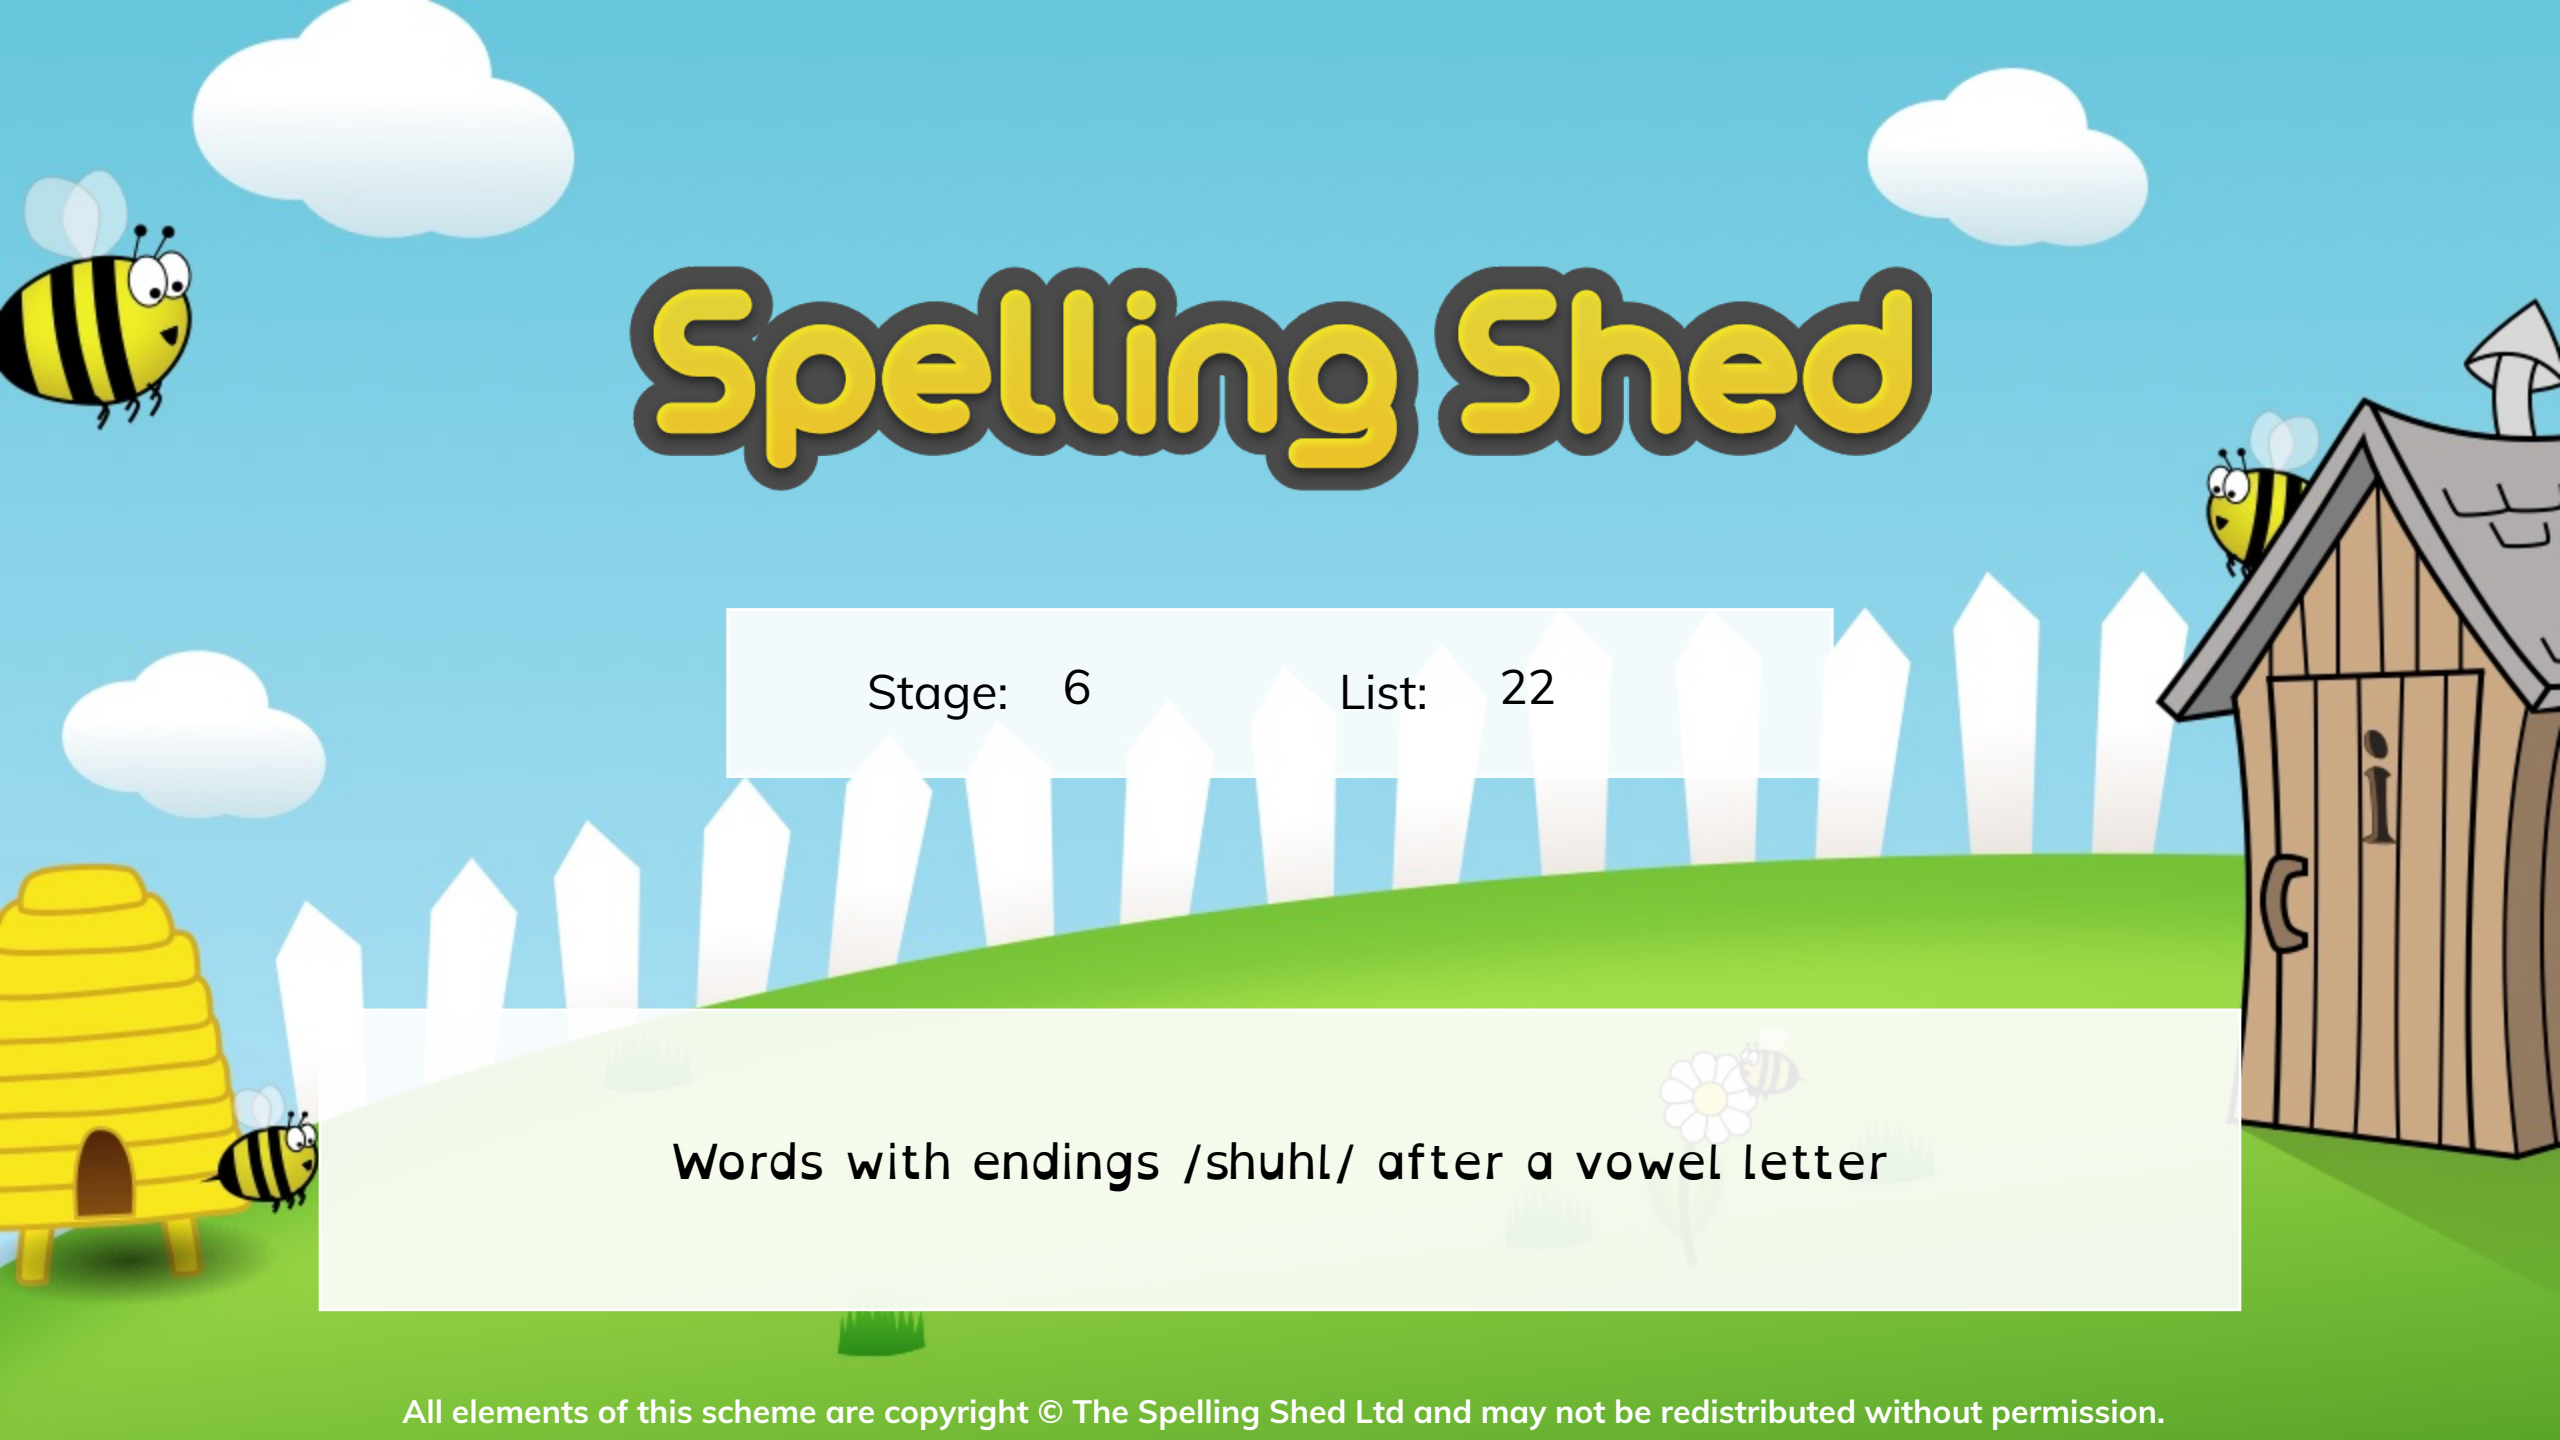 Spelling Shed
Stage: 6 List: 22
i
Words with endings /shuhl/ after a vowel letter
All elements of this scheme are copyright © The Spelling Shed Ltd and may not be redistributed without permission.